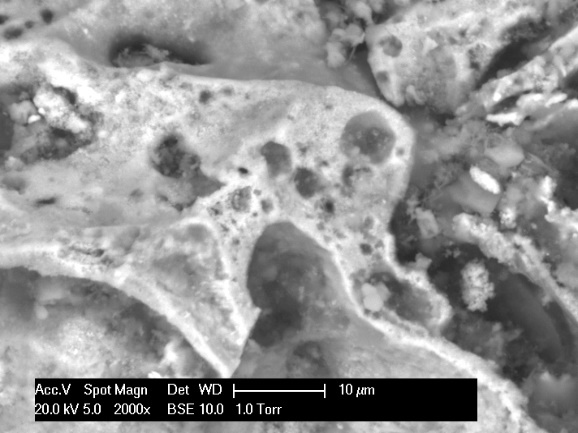 Acc.V Spot Magn Det WD 10 µm
20.0 kV 5.0 2000x BSE 10.0 1.0 Torr